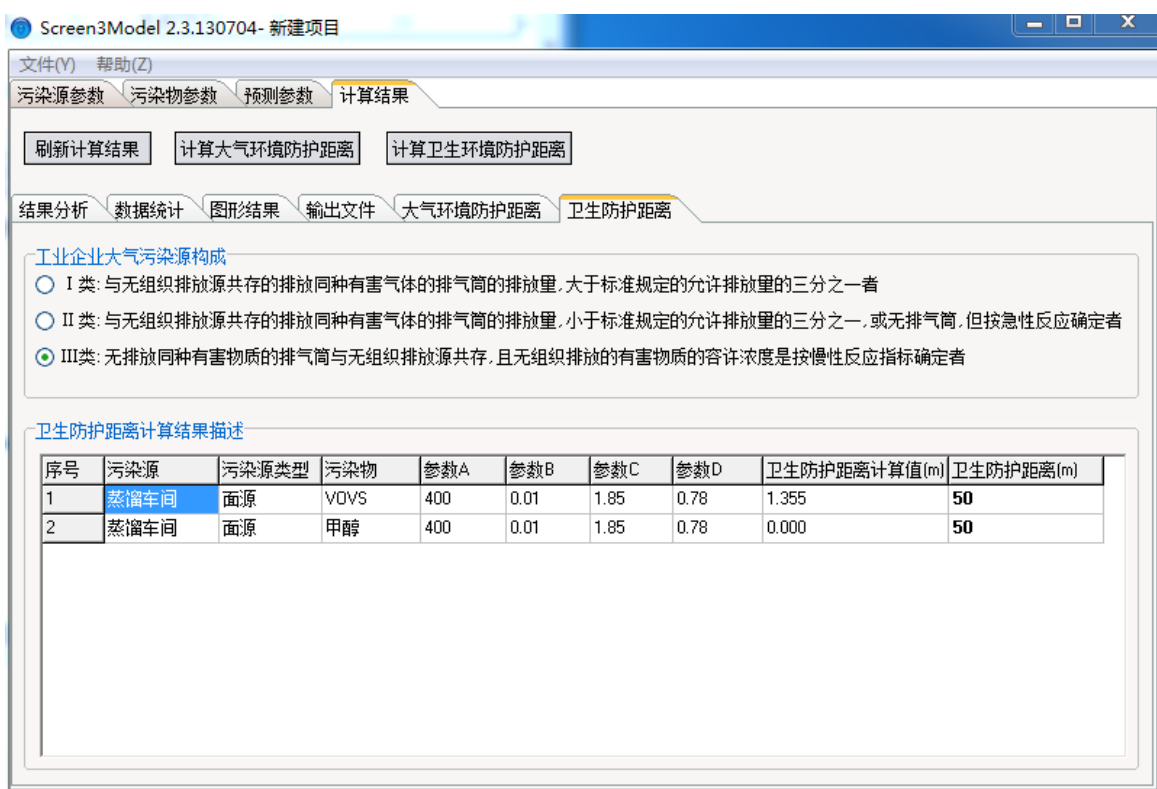 Screen3Model 2.3.130704- 新建项目
文件(Y) 帮助(Z)
污染源参数 污染物参数 预测参数 计算结果
刷新计算结果 计算大气环境防护距离 计算卫生环境防护距离
结果分析 数据统计 图形结果 输出文件 大气环境防护距离 卫生防护距离
工业企业大气污染源构成
I 类: 与无组织排放源共存的排放同种有害气体的排气筒的排放量,大于标准规定的允许排放量的三分之一者
II 类: 与无组织排放源共存的排放同种有害气体的排气筒的排放量,小于标准规定的允许排放量的三分之一,或无排气筒,但按急性反应确定者
III类: 无排放同种有害物质的排气筒与无组织排放源共存,且无组织排放的有害物质的容许浓度是按慢性反应指标确定者
卫生防护距离计算结果描述
序号 污染源 污染源类型 污染物 参数A 参数B 参数C 参数D 卫生防护距离计算值(m) 卫生防护距离(m)
1 蒸馏车间 面源 VOVS 400 0.01 1.85 0.78 1.355 50
2 蒸馏车间 面源 甲醇 400 0.01 1.85 0.78 0.000 50